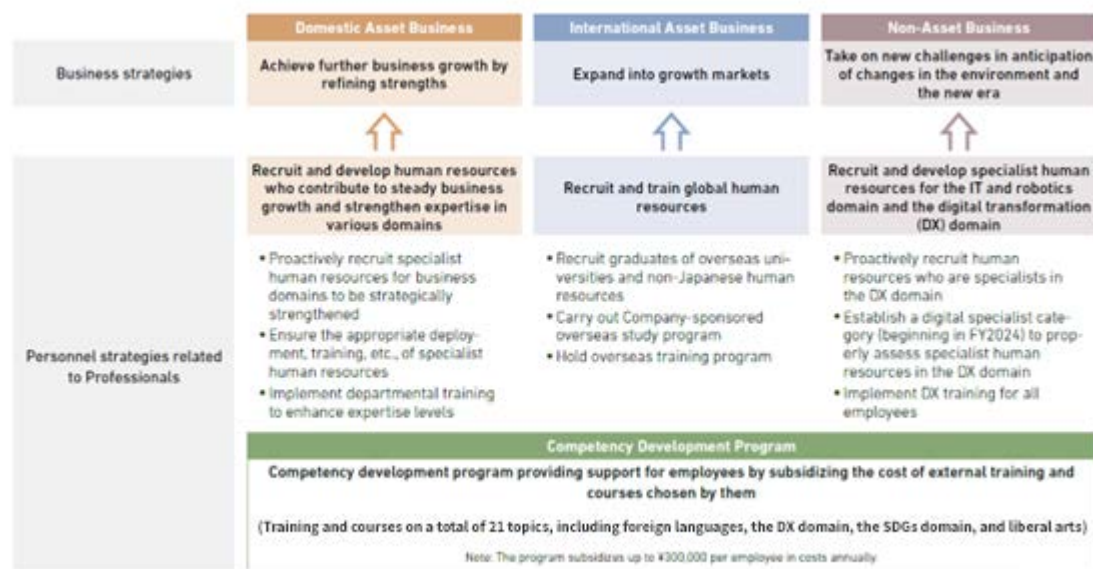 Domestic Asset Business
International Asset Business
Non-Asset Business
Business strategies
Achieve further business growth by
refining strengths
Expand into growth markets
Take on new challenges in anticipation
of changes in the environment and
the new era
Personnel strategies related
to Professionals
Recruit and develop human resources
who contribute to steady business
growth and strengthen expertise in
various domains
• Proactively recruit specialist
human resources for business
domains to be strategically
strengthened
• Ensure the appropriate deploy-
ment, training, etc., of specialist
human resources
• Implement departmental training
to enhance expertise levels
Recruit and train global human
resources
• Recruit graduates of overseas uni-
versities and non-Japanese human
resources
• Carry out Company-sponsored
overseas study program
• Hold overseas training program
Recruit and develop specialist human
resources for the IT and robotics
domain and the digital transformation
(DX) domain
• Proactively recruit human
resources who are specialists in
the DX domain
• Establish a digital specialist cate-
gory (beginning in FY2024) to prop-
erly assess specialist human
resources in the DX domain
• Implement DX training for all
employees
Competency Development Program
Competency development program providing support for employees by subsidizing the cost of external training and
courses chosen by them
(Training and courses on a total of 21 topics, including foreign languages, the DX domain, the SDGs domain, and liberal arts)
Note: The program subsidizes up to ¥300,000 per employee in costs annually.